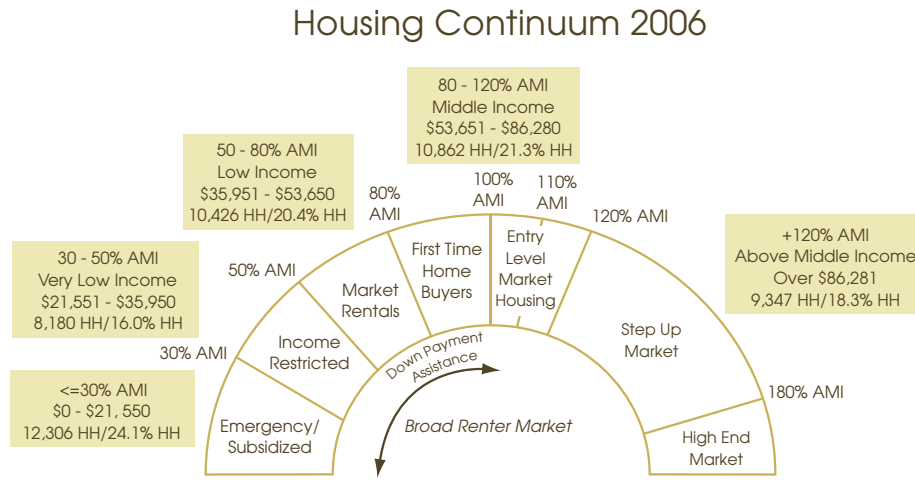 Housing Continuum 2006
80 - 120% AMI
Middle Income
$53,651 - $86,280
10,862 HH/21.3% HH
50 - 80% AMI
Low Income
$35,951 - $53,650
10,426 HH/20.4% HH
30 - 50% AMI
Very Low Income
$21,551 - $35,950
8,180 HH/16.0% HH
<=30% AMI
$0 - $21, 550
12,306 HH/24.1% HH
+120% AMI
Above Middle Income
Over $86,281
9,347 HH/18.3% HH
30% AMI
50% AMI
80%
AMI
100%
AMI
110%
AMI
120% AMI
180% AMI
Emergency/
Subsidized
Income
Restricted
Market
Rentals
First Time
Home
Buyers
Entry
Level
Market
Housing
Step Up
Market
High End
Market
Down Payment
Assistance
Broad Renter Market